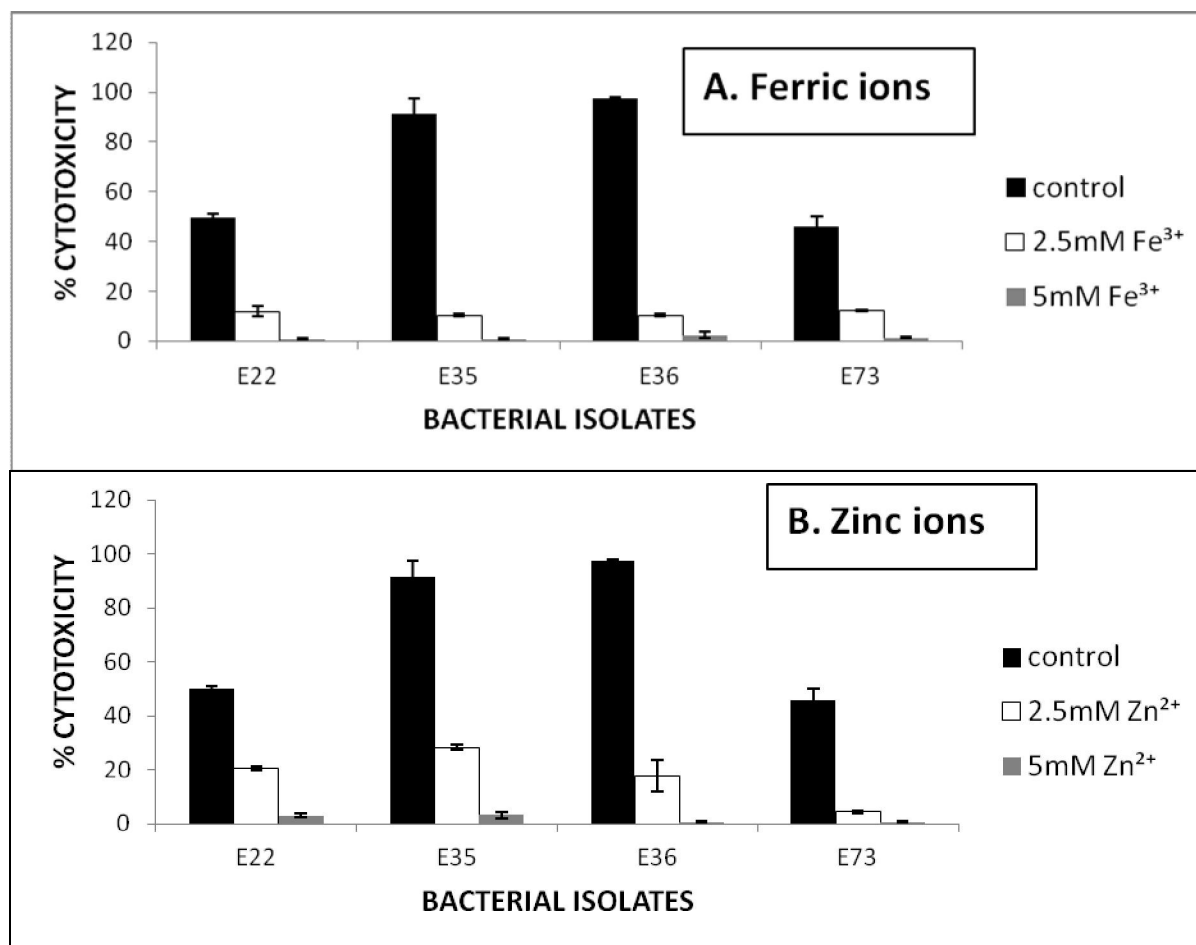 A. Ferric ions
% CYTOTOXICITY
120
100
80
60
40
20
0
E22 E35 E36 E73
BACTERIAL ISOLATES
control
2.5mM Fe³⁺
5mM Fe³⁺
B. Zinc ions
% CYTOTOXICITY
120
100
80
60
40
20
0
E22 E35 E36 E73
BACTERIAL ISOLATES
control
2.5mM Zn²⁺
5mM Zn²⁺